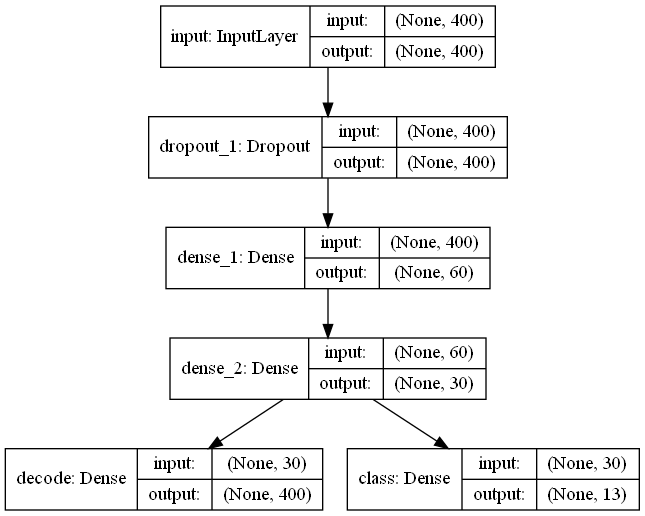 input: InputLayer input: (None, 400)
output: (None, 400)
dropout_1: Dropout input: (None, 400)
output: (None, 400)
dense_1: Dense input: (None, 400)
output: (None, 60)
dense_2: Dense input: (None, 60)
output: (None, 30)
decode: Dense input: (None, 30)
output: (None, 400)
class: Dense input: (None, 30)
output: (None, 13)